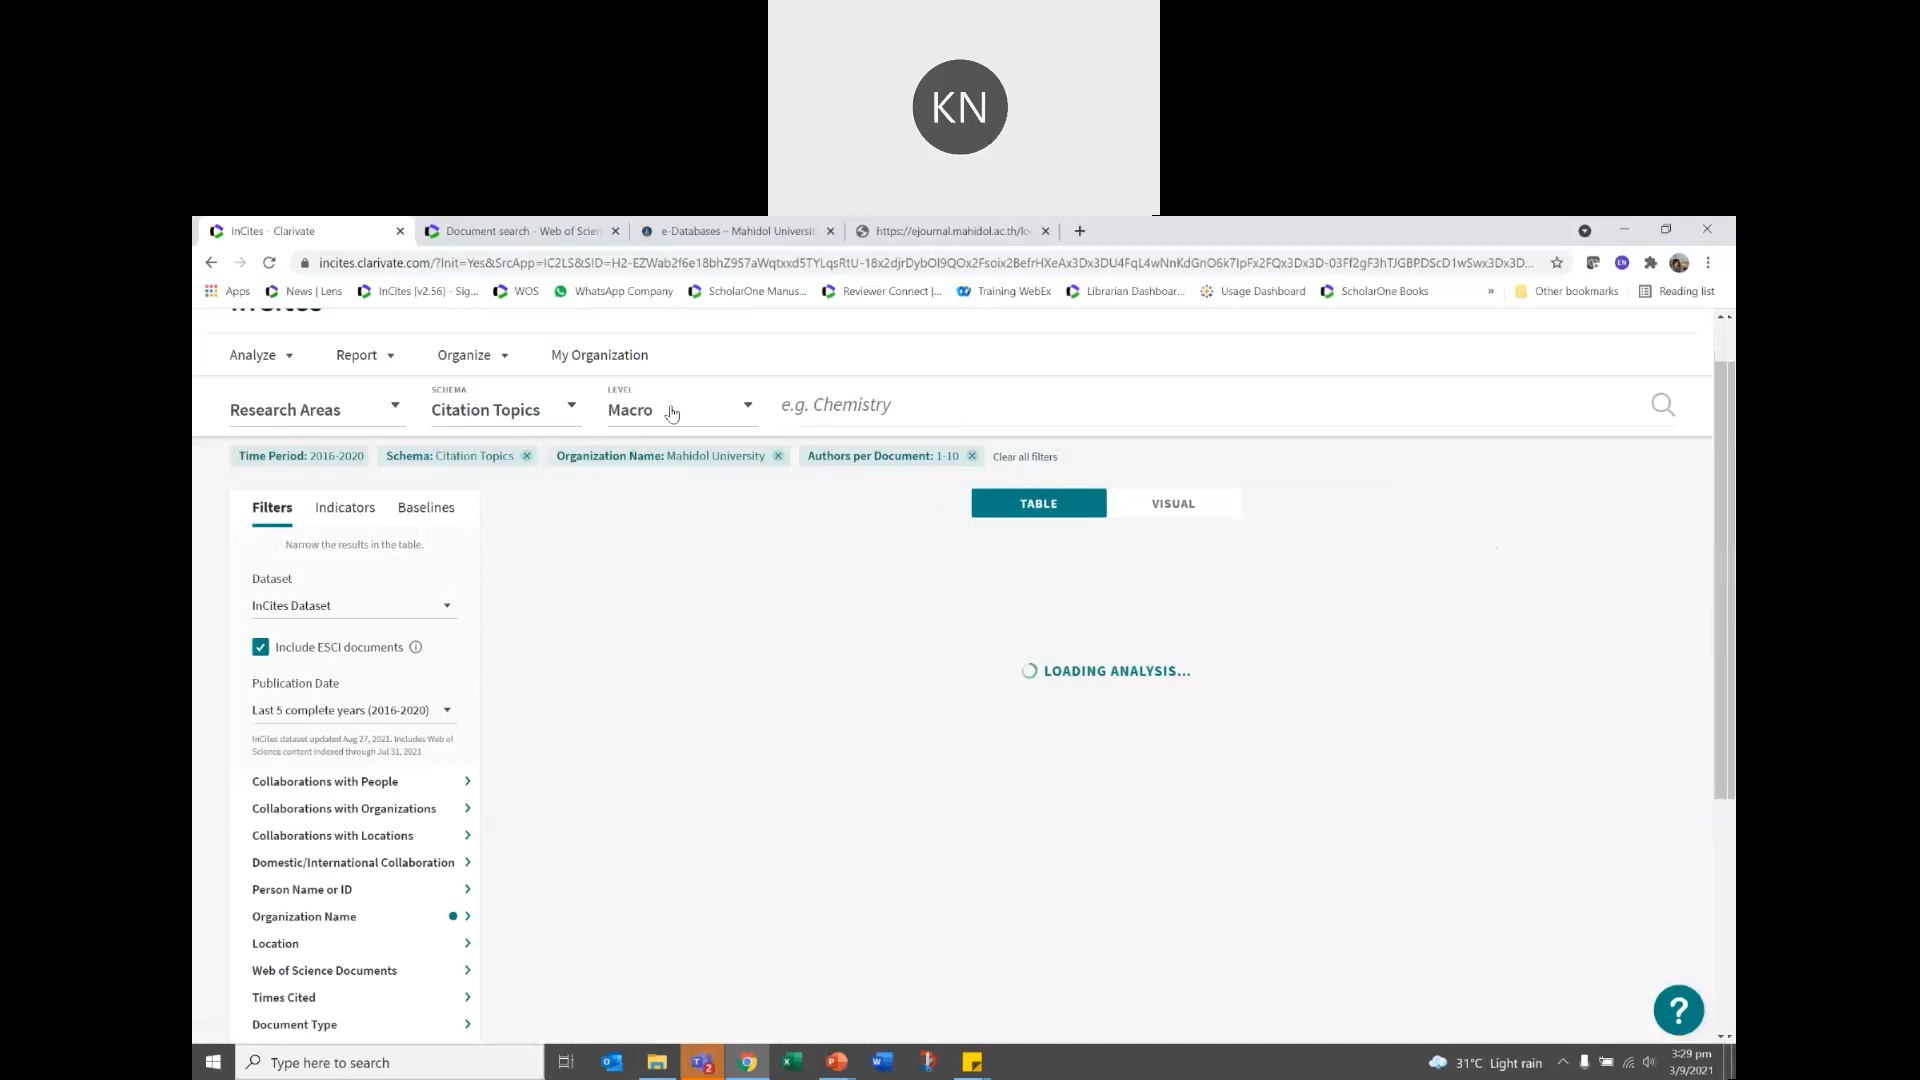 KN
InCites - Clarivate
Document search - Web of Scien
e-Databases – Mahidol Universit
https://ejournal.mahidol.ac.th/lo
incites.clarivate.com/?Init=Yes&SrcApp=IC2LS&SID=H2-EZWab2f6e18bhZ957aWqtxxd5TYLqsRtU-18x2djrDybOl9QOx2Fsoix2BefrHXeAx3Dx3DU4FqL4wNnKdGnO6k7IpFx2FQx3Dx3D-03Ff2gF3hTJGBPDScD1wSwx3Dx3D...
EN
Apps
News | Lens
InCites [v2.56] - Sig...
WOS
WhatsApp Company
ScholarOne Manus...
Reviewer Connect |...
Training WebEx
Librarian Dashboar...
Usage Dashboard
ScholarOne Books
»
Other bookmarks
Reading list
InCites
Analyze
Report
Organize
My Organization
Research Areas
SCHEMA
Citation Topics
LEVEL
Macro
e.g. Chemistry
Time Period: 2016-2020
Schema: Citation Topics
Organization Name: Mahidol University
Authors per Document: 1-10
Clear all filters
Filters
Indicators
Baselines
TABLE
VISUAL
Narrow the results in the table.
Dataset
InCites Dataset
Include ESCI documents
Publication Date
Last 5 complete years (2016-2020)
InCites dataset updated Aug 27, 2021. Includes Web of
Science content indexed through Jul 31, 2021
LOADING ANALYSIS...
Collaborations with People
Collaborations with Organizations
Collaborations with Locations
Domestic/International Collaboration
Person Name or ID
Organization Name
Location
Web of Science Documents
Times Cited
Document Type
?
Type here to search
2
31°C Light rain
3:29 pm
3/9/2021